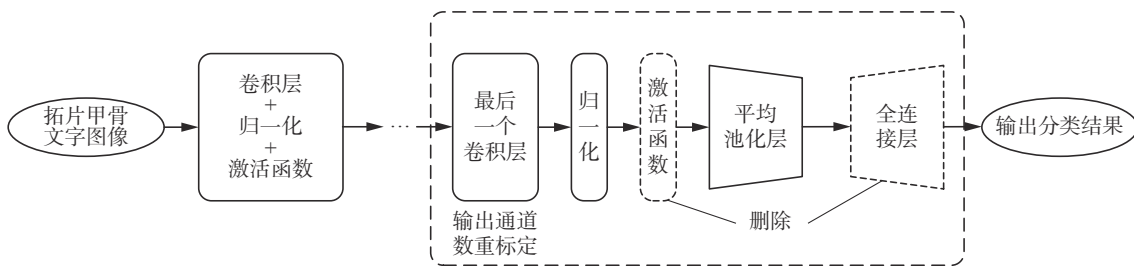 拓片甲骨
文字图像
卷积层
+
归一化
+
激活函数
…
最后
一个
卷积层
输出通道
数重标定
归一化
激活函数
平均
池化层
全连
接层
删除
输出分类结果